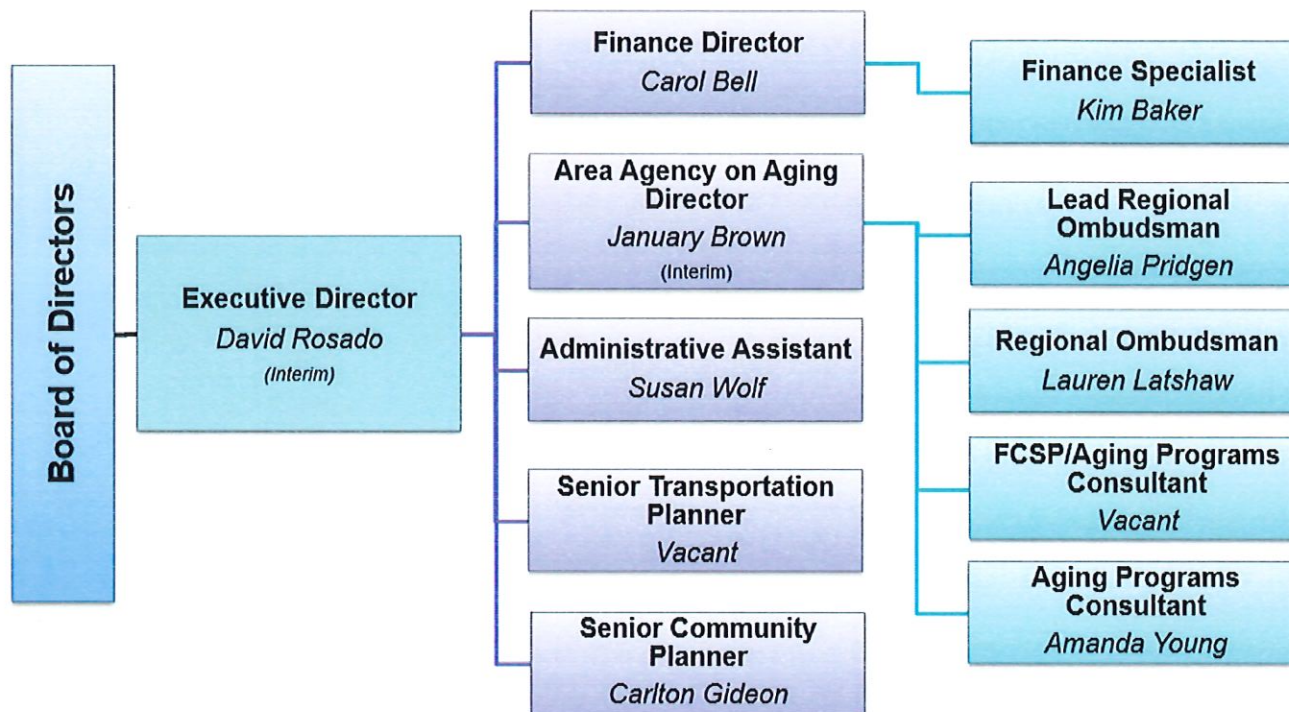 Board of Directors
Executive Director
David Rosado
(Interim)
Finance Director
Carol Bell
Area Agency on Aging
Director
January Brown
(Interim)
Administrative Assistant
Susan Wolf
Senior Transportation
Planner
Vacant
Senior Community
Planner
Carlton Gideon
Finance Specialist
Kim Baker
Lead Regional
Ombudsman
Angelia Pridgen
Regional Ombudsman
Lauren Latshaw
FCSP/Aging Programs
Consultant
Vacant
Aging Programs
Consultant
Amanda Young